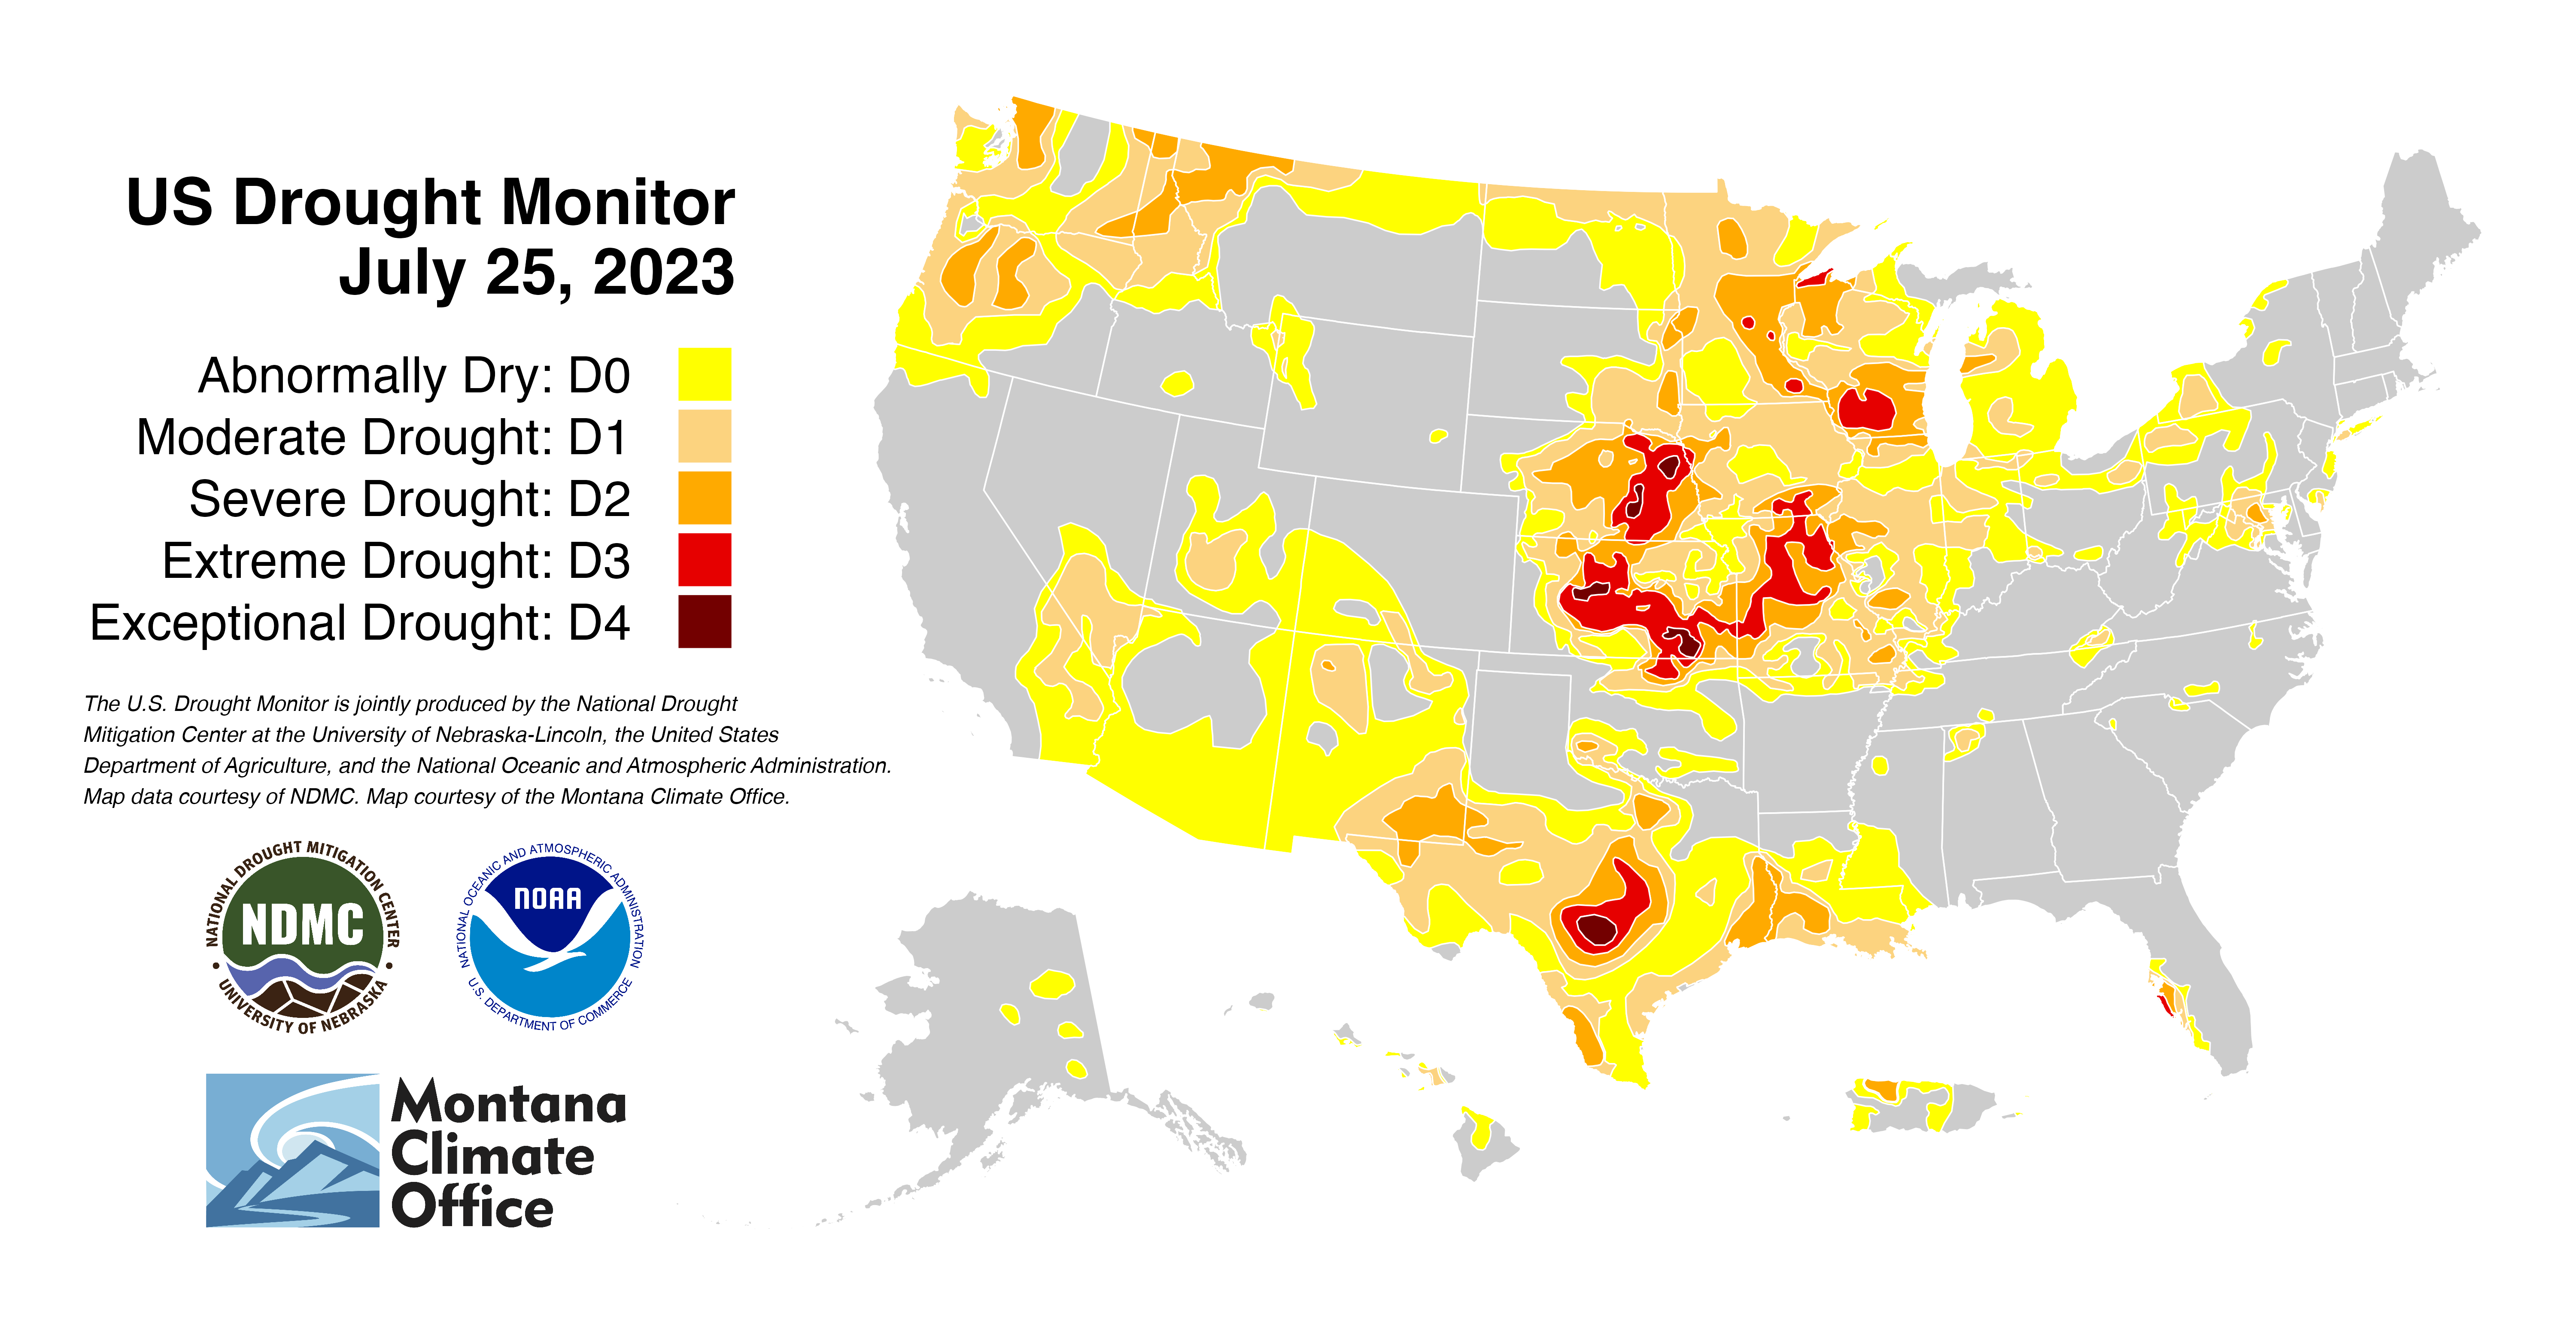 US Drought Monitor
July 25, 2023
Abnormally Dry: D0
Moderate Drought: D1
Severe Drought: D2
Extreme Drought: D3
Exceptional Drought: D4
The U.S. Drought Monitor is jointly produced by the National Drought
Mitigation Center at the University of Nebraska-Lincoln, the United States
Department of Agriculture, and the National Oceanic and Atmospheric Administration.
Map data courtesy of NDMC. Map courtesy of the Montana Climate Office.
NATIONAL DROUGHT MITIGATION CENTER
NDMC
UNIVERSITY OF NEBRASKA
NATIONAL OCEANIC AND ATMOSPHERIC ADMINISTRATION
NOAA
U.S. DEPARTMENT OF COMMERCE
Montana
Climate
Office